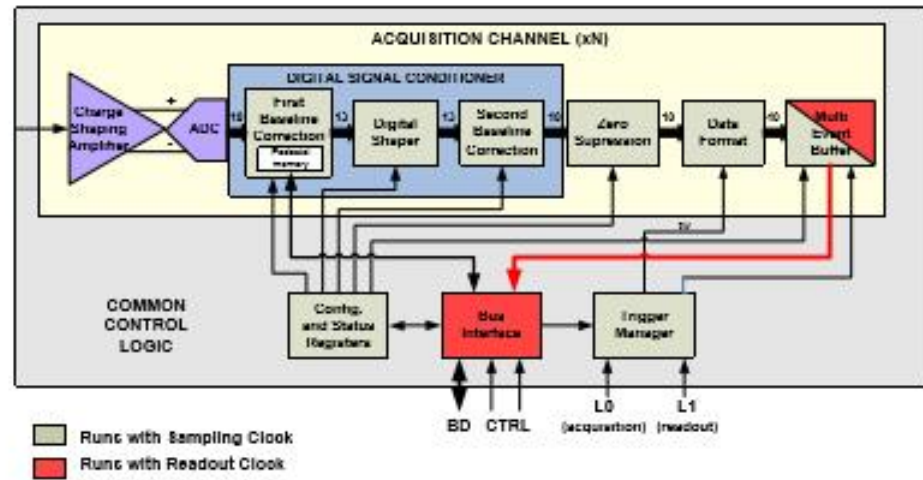 ACQUISITION CHANNEL (xN)
DIGITAL SIGNAL CONDITIONER
Charge
Shaping
Amplifier
+
-
ADC
10
First
Baseline
Correction
Pedestal
memory
13
Digital
Shaper
13
Second
Baseline
Correction
10
Zero
Supression
10
Data
Format
10
Multi
Event
Buffer
COMMON
CONTROL
LOGIC
Config.
and Status
Registers
Bus
Interface
Trigger
Manager
BD
CTRL
L0
(acquisition)
L1
(readout)
Runs with Sampling Clock
Runs with Readout Clock